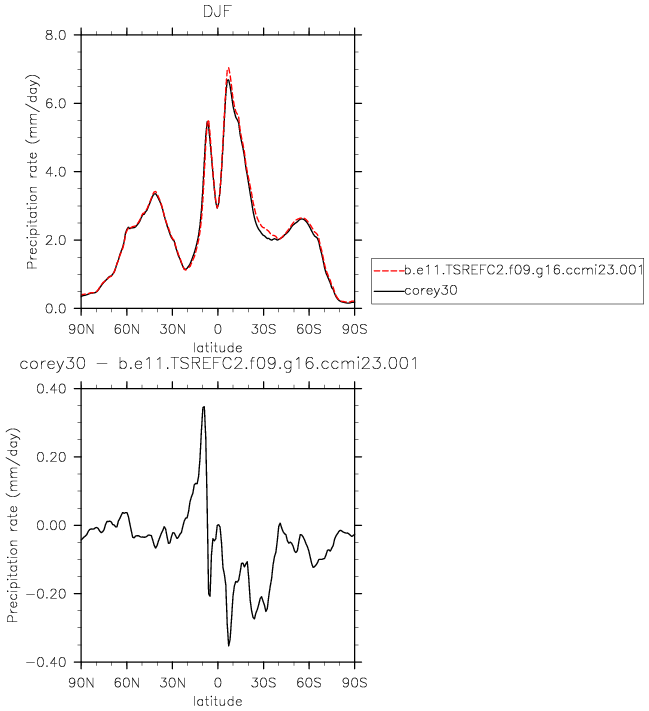 DJF
8.0
6.0
4.0
2.0
0.0
Precipitation rate (mm/day)
90N 60N 30N 0 30S 60S 90S
latitude
b.e11.TSREFC2.f09.g16.ccmi23.001
corey30
corey30 − b.e11.TSREFC2.f09.g16.ccmi23.001
0.40
0.20
0.00
−0.20
−0.40
Precipitation rate (mm/day)
90N 60N 30N 0 30S 60S 90S
latitude